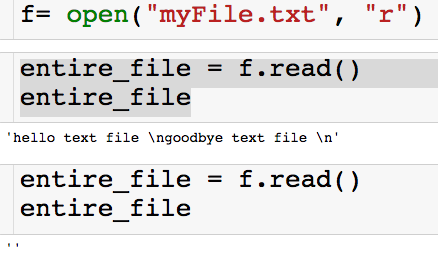 f= open("myFile.txt", "r")
entire_file = f.read()
entire_file
'hello text file \ngoodbye text file \n'
entire_file = f.read()
entire_file
''